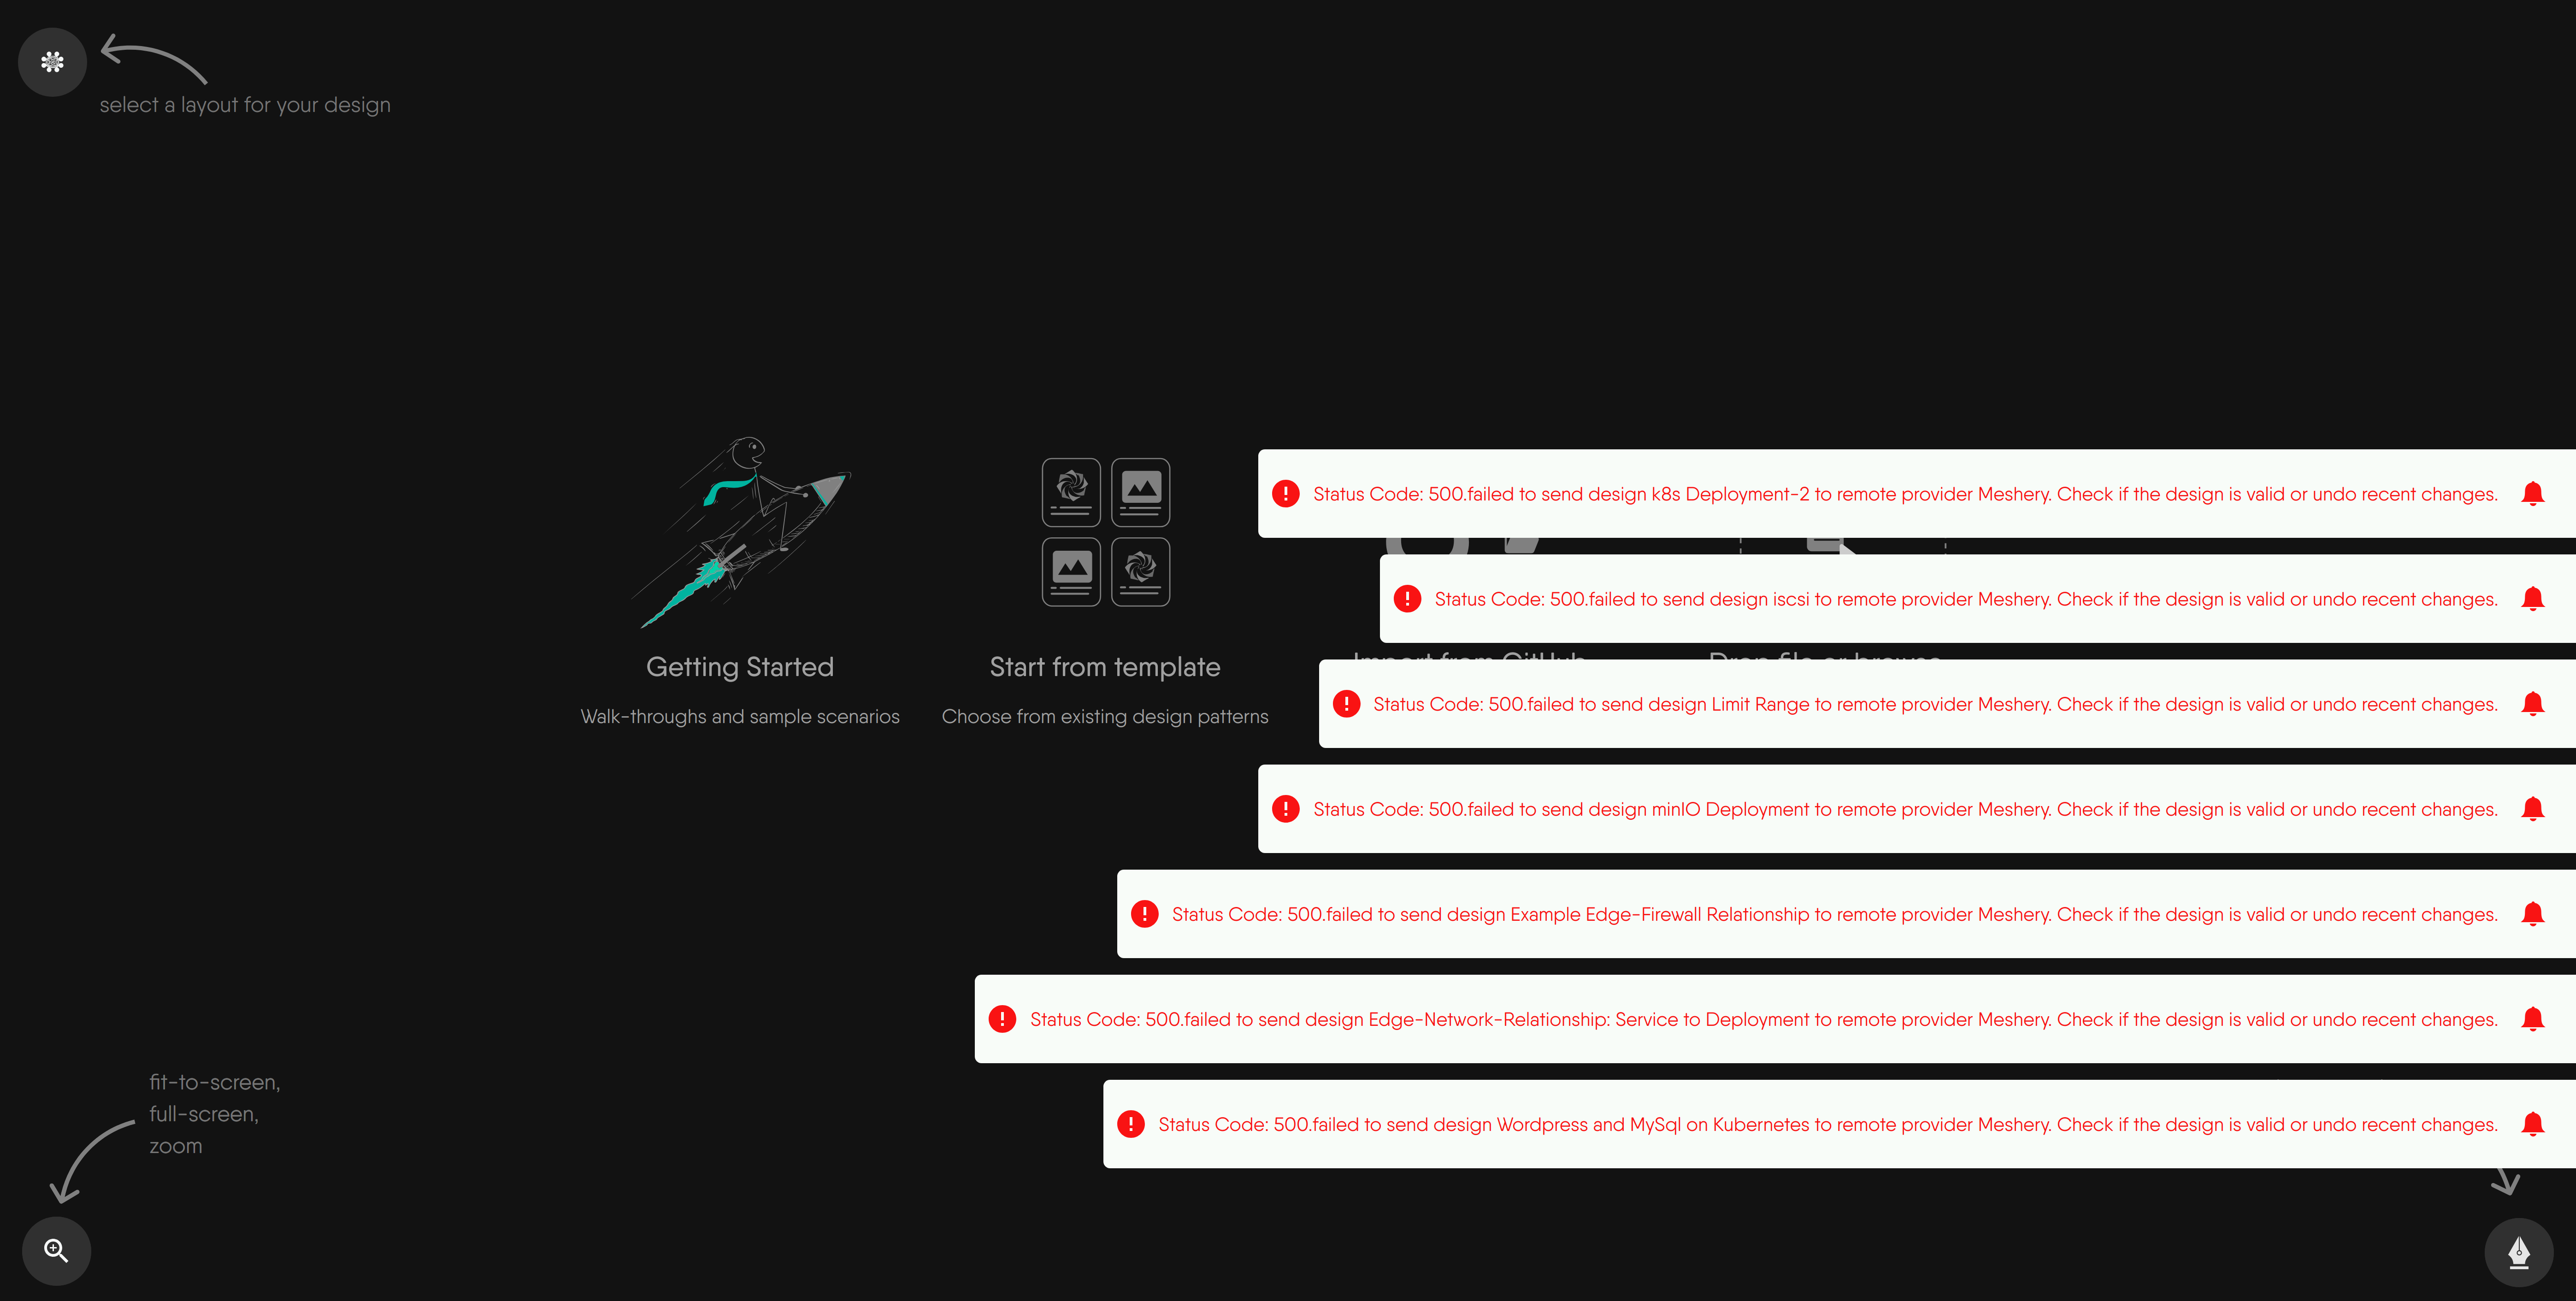 select a layout for your design
Status Code: 500.failed to send design k8s Deployment-2 to remote provider Meshery. Check if the design is valid or undo recent changes.
Status Code: 500.failed to send design iscsi to remote provider Meshery. Check if the design is valid or undo recent changes.
Getting Started
Start from template
Import from GitHub
Drop file or browse
Walk-throughs and sample scenarios
Choose from existing design patterns
Status Code: 500.failed to send design Limit Range to remote provider Meshery. Check if the design is valid or undo recent changes.
Status Code: 500.failed to send design minIO Deployment to remote provider Meshery. Check if the design is valid or undo recent changes.
Status Code: 500.failed to send design Example Edge-Firewall Relationship to remote provider Meshery. Check if the design is valid or undo recent changes.
Status Code: 500.failed to send design Edge-Network-Relationship: Service to Deployment to remote provider Meshery. Check if the design is valid or undo recent changes.
Status Code: 500.failed to send design Wordpress and MySql on Kubernetes to remote provider Meshery. Check if the design is valid or undo recent changes.
fit-to-screen,
full-screen,
zoom